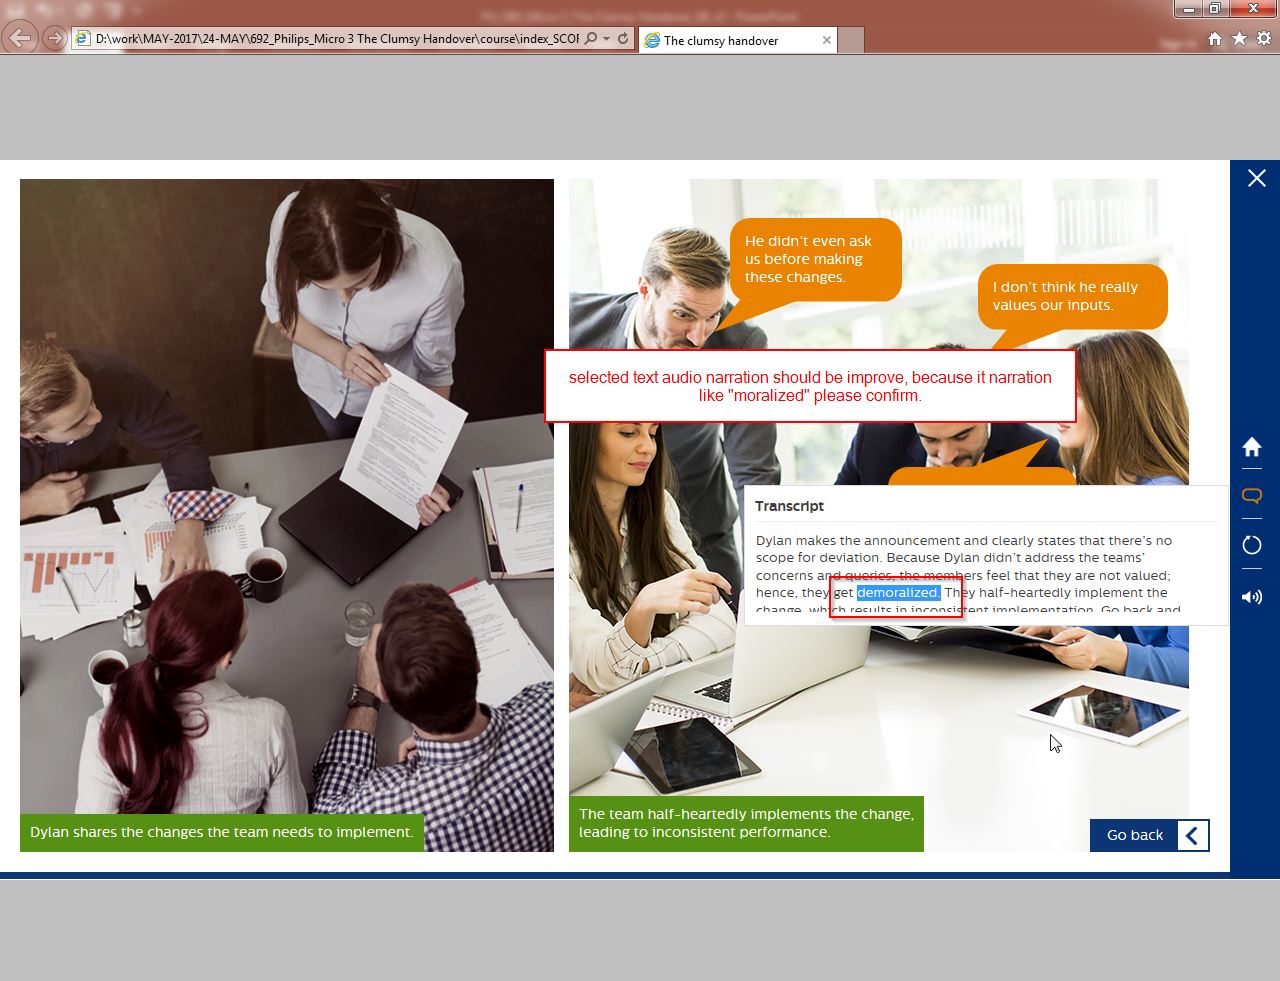 D:\work\MAY-2017\24-MAY\692_Philips_Micro 3 The Clumsy Handover\course\index_SCOF
The clumsy handover
He didn't even ask
us before making
these changes.
I don't think he really
values our inputs.
selected text audio narration should be improve, because it narration
like "moralized" please confirm.
Transcript
Dylan makes the announcement and clearly states that there's no
scope for deviation. Because Dylan didn't address the teams'
concerns and queries, the members feel that they are not valued;
hence, they get demoralized. They half-heartedly implement the
change, which results in inconsistent implementation. Go back and
Dylan shares the changes the team needs to implement.
The team half-heartedly implements the change,
leading to inconsistent performance.
Go back